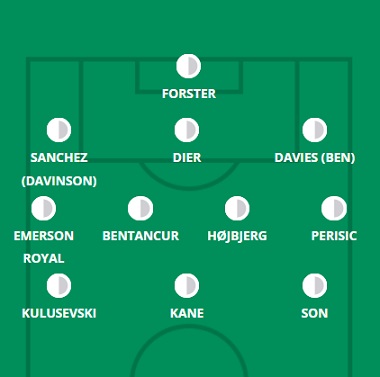 FORSTER
SANCHEZ (DAVINSON)
DIER
DAVIES (BEN)
EMERSON ROYAL
BENTANCUR
HØJBJERG
PERISIC
KULUSEVSKI
KANE
SON